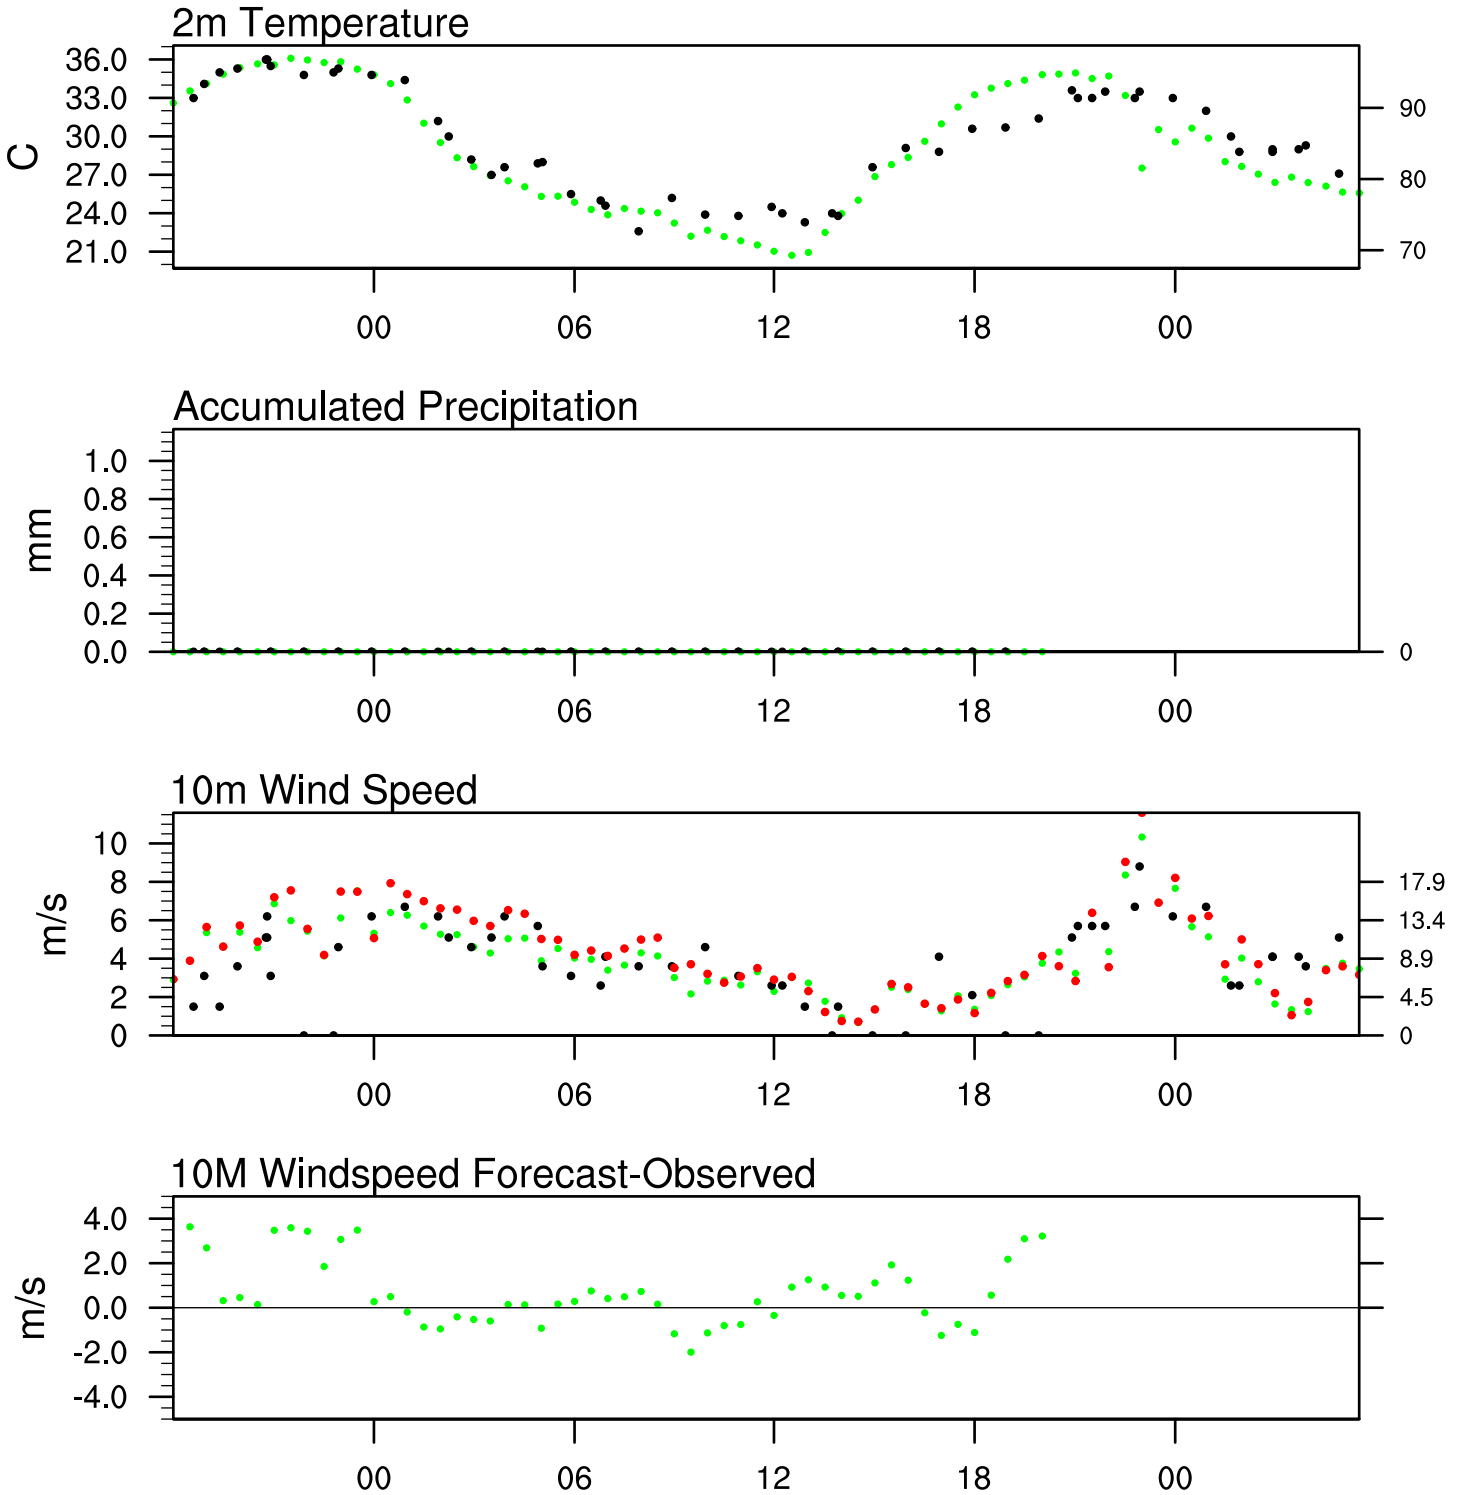 2m Temperature
36.0
33.0
30.0
27.0
24.0
21.0
C
90
80
70
00 06 12 18 00
Accumulated Precipitation
1.0
0.8
0.6
0.4
0.2
0.0
mm
0
00 06 12 18 00
10m Wind Speed
10
8
6
4
2
0
m/s
17.9
13.4
8.9
4.5
0
00 06 12 18 00
10M Windspeed Forecast-Observed
4.0
2.0
0.0
-2.0
-4.0
m/s
00 06 12 18 00